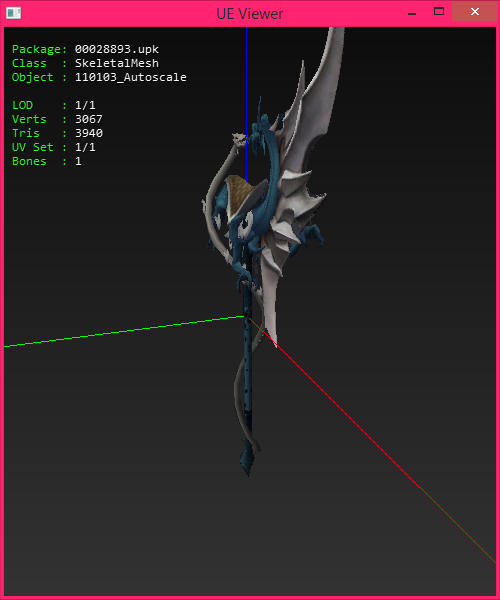 UE Viewer
Package: 00028893.upk
Class : SkeletalMesh
Object : 110103_Autoscale
LOD : 1/1
Verts : 3067
Tris : 3940
UV Set : 1/1
Bones : 1